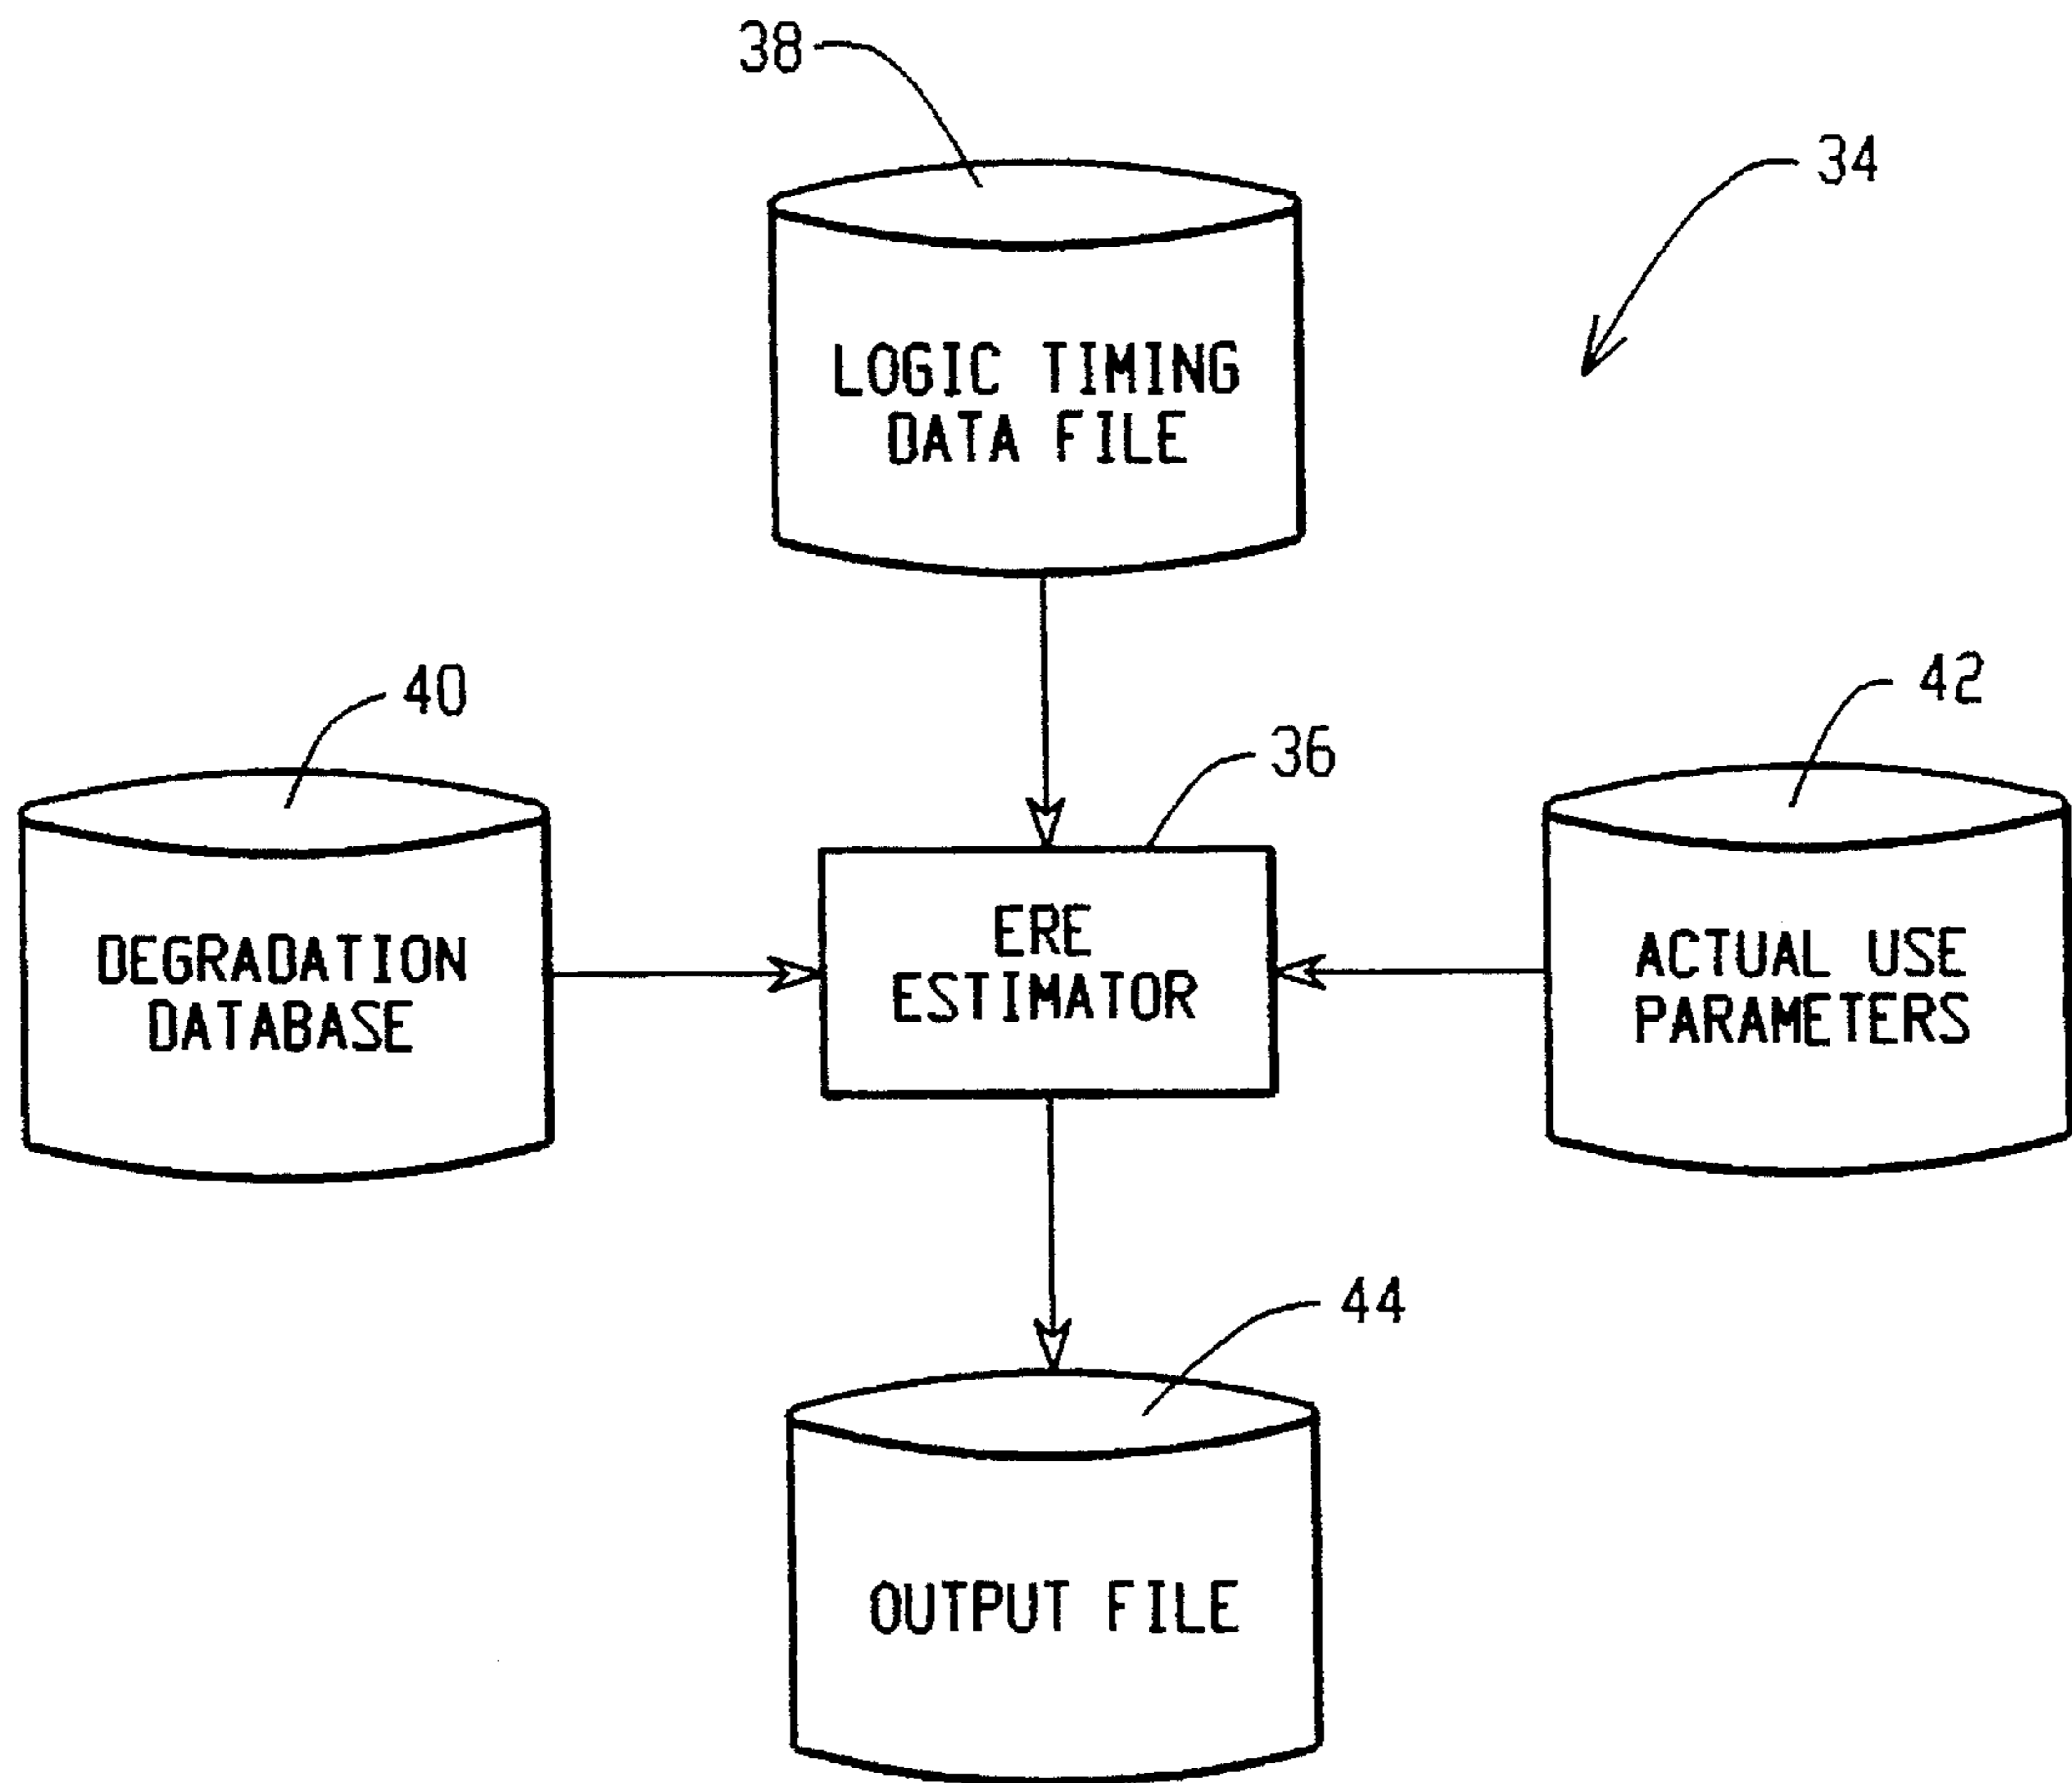 38
34
LOGIC TIMING
DATA FILE
40
42
36
DEGRADATION
DATABASE
ERE
ESTIMATOR
ACTUAL USE
PARAMETERS
44
OUTPUT FILE